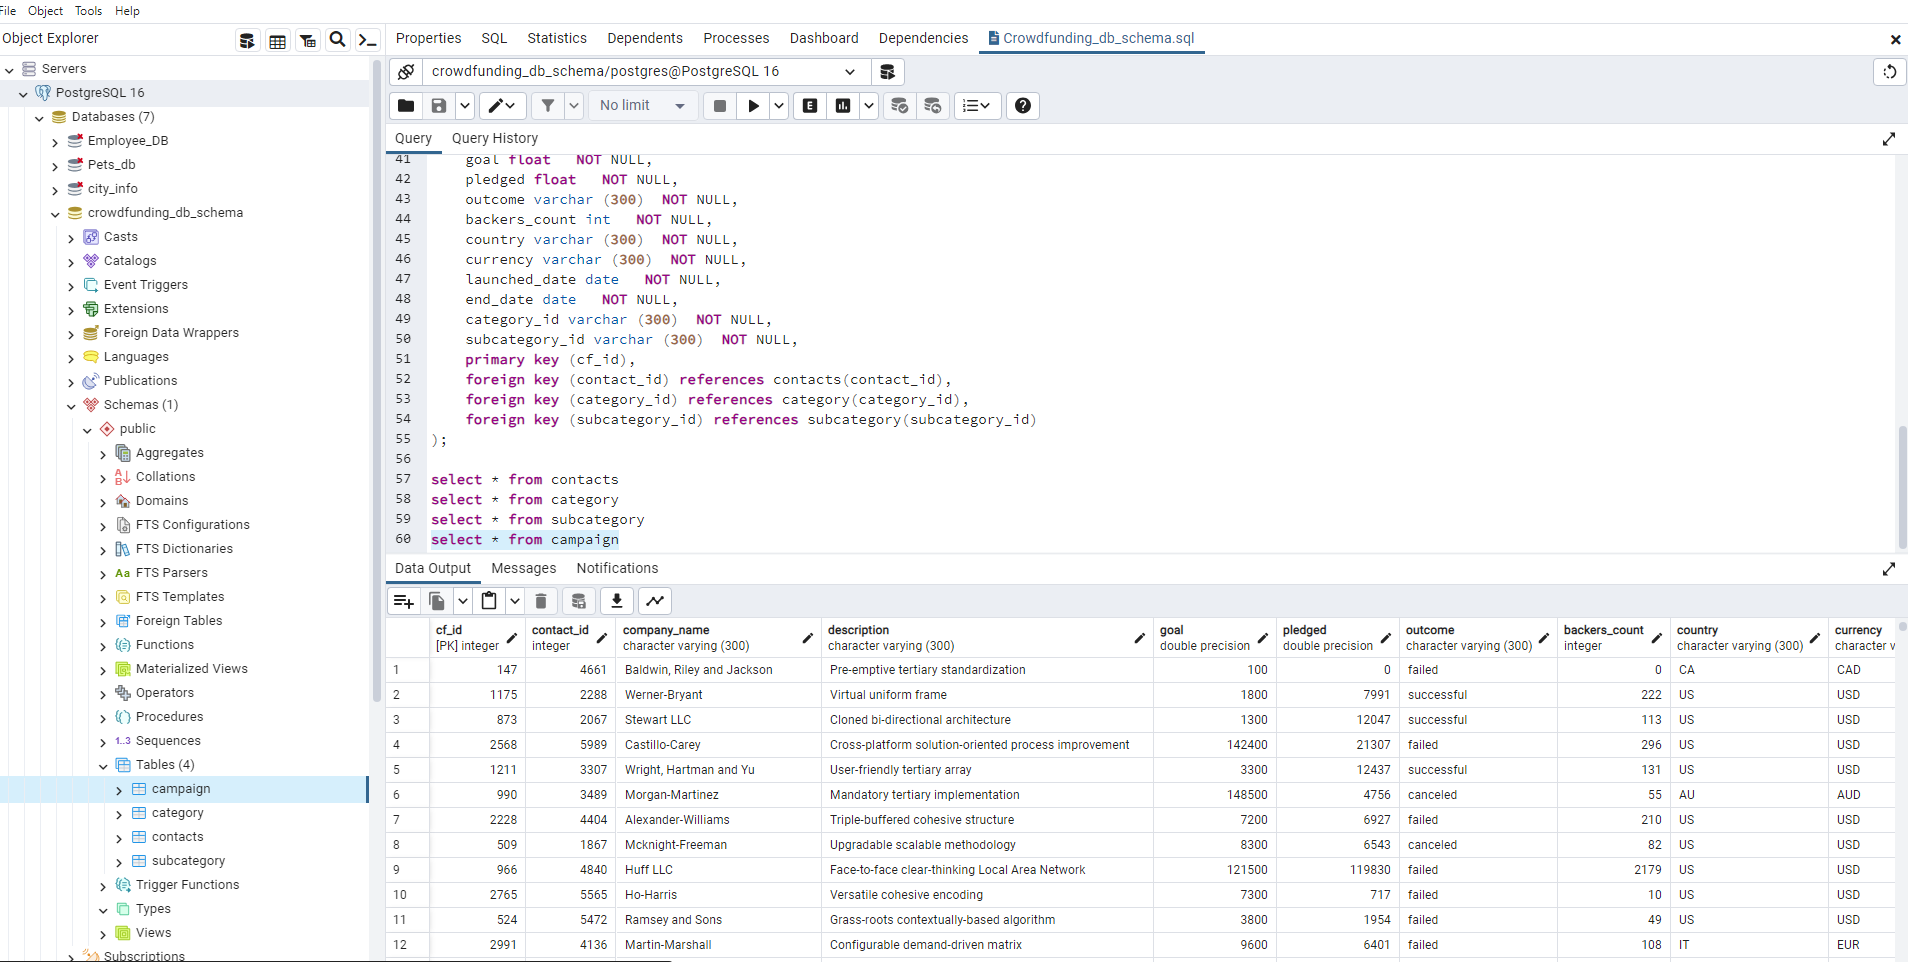 File Object Tools Help
Object Explorer
Properties SQL Statistics Dependents Processes Dashboard Dependencies Crowdfunding_db_schema.sql
Servers
PostgreSQL 16
Databases (7)
Employee_DB
Pets_db
city_info
crowdfunding_db_schema
Casts
Catalogs
Event Triggers
Extensions
Foreign Data Wrappers
Languages
Publications
Schemas (1)
public
Aggregates
Collations
Domains
FTS Configurations
FTS Dictionaries
Aa FTS Parsers
FTS Templates
Foreign Tables
Functions
Materialized Views
Operators
Procedures
1..3 Sequences
Tables (4)
campaign
category
contacts
subcategory
Trigger Functions
Types
Views
Subscriptions
crowdfunding_db_schema/postgres@PostgreSQL 16
No limit
E
Query Query History
41 goal float NOT NULL,
42 pledged float NOT NULL,
43 outcome varchar (300) NOT NULL,
44 backers_count int NOT NULL,
45 country varchar (300) NOT NULL,
46 currency varchar (300) NOT NULL,
47 launched_date date NOT NULL,
48 end_date date NOT NULL,
49 category_id varchar (300) NOT NULL,
50 subcategory_id varchar (300) NOT NULL,
51 primary key (cf_id),
52 foreign key (contact_id) references contacts(contact_id),
53 foreign key (category_id) references category(category_id),
54 foreign key (subcategory_id) references subcategory(subcategory_id)
55 );
56
57 select * from contacts
58 select * from category
59 select * from subcategory
60 select * from campaign
Data Output Messages Notifications
cf_id contact_id company_name description goal pledged outcome backers_count country currency
[PK] integer integer character varying (300) character varying (300) double precision double precision character varying (300) integer character varying (300) character v
1 147 4661 Baldwin, Riley and Jackson Pre-emptive tertiary standardization 100 0 failed 0 CA CAD
2 1175 2288 Werner-Bryant Virtual uniform frame 1800 7991 successful 222 US USD
3 873 2067 Stewart LLC Cloned bi-directional architecture 1300 12047 successful 113 US USD
4 2568 5989 Castillo-Carey Cross-platform solution-oriented process improvement 142400 21307 failed 296 US USD
5 1211 3307 Wright, Hartman and Yu User-friendly tertiary array 3300 12437 successful 131 US USD
6 990 3489 Morgan-Martinez Mandatory tertiary implementation 148500 4756 canceled 55 AU AUD
7 2228 4404 Alexander-Williams Triple-buffered cohesive structure 7200 6927 failed 210 US USD
8 509 1867 Mcknight-Freeman Upgradable scalable methodology 8300 6543 canceled 82 US USD
9 966 4840 Huff LLC Face-to-face clear-thinking Local Area Network 121500 119830 failed 2179 US USD
10 2765 5565 Ho-Harris Versatile cohesive encoding 7300 717 failed 10 US USD
11 524 5472 Ramsey and Sons Grass-roots contextually-based algorithm 3800 1954 failed 49 US USD
12 2991 4136 Martin-Marshall Configurable demand-driven matrix 9600 6401 failed 108 IT EUR